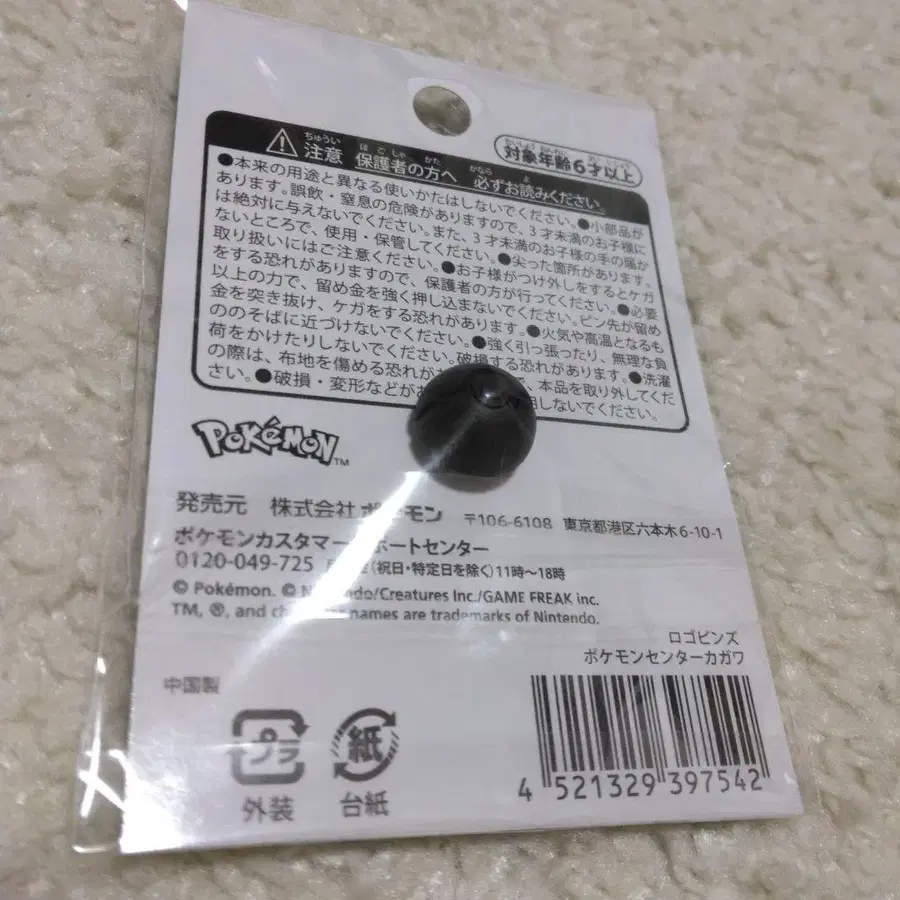 対象年齢6才以上
注意 保護者の方へ 必ずお読みください。
●本来の用途と異なる使いかたはしないでください。●小部品が
あります。誤飲・窒息の危険がありますので、3才未満のお子様に
は絶対に与えないでください。また、3才未満のお子様の手の届か
ないところで、使用・保管してください。●尖った箇所があります。
取り扱いにはご注意ください。●お子様がつけ外しをするとケガ
をする恐れがありますので、保護者の方が行ってください。●必要
以上の力で、留め金を強く押し込まないでください。ピン先が留め
金を突き抜け、ケガをする恐れがあります。●火気や高温となるも
ののそばに近づけないでください。●強く引っ張ったり、無理な負
荷をかけたりしないでください。破損する恐れがあります。●洗濯
の際は、布地を傷める恐れが 本品を取り外してくだ
さい。●破損・変形などが しないでください。
POKéMON TM
発売元 株式会社 ポケモン 〒106-6108 東京都港区六本木6-10-1
ポケモンカスタマー ポートセンター
0120-049-725 (祝日・特定日を除く)11時〜18時
© Pokémon. © Nintendo/Creatures Inc./GAME FREAK inc.
TM, ®, and character names are trademarks of Nintendo.
ロゴピンズ
ポケモンセンターカガワ
中国製
プラ
外装
紙
台紙
4 521329 397542